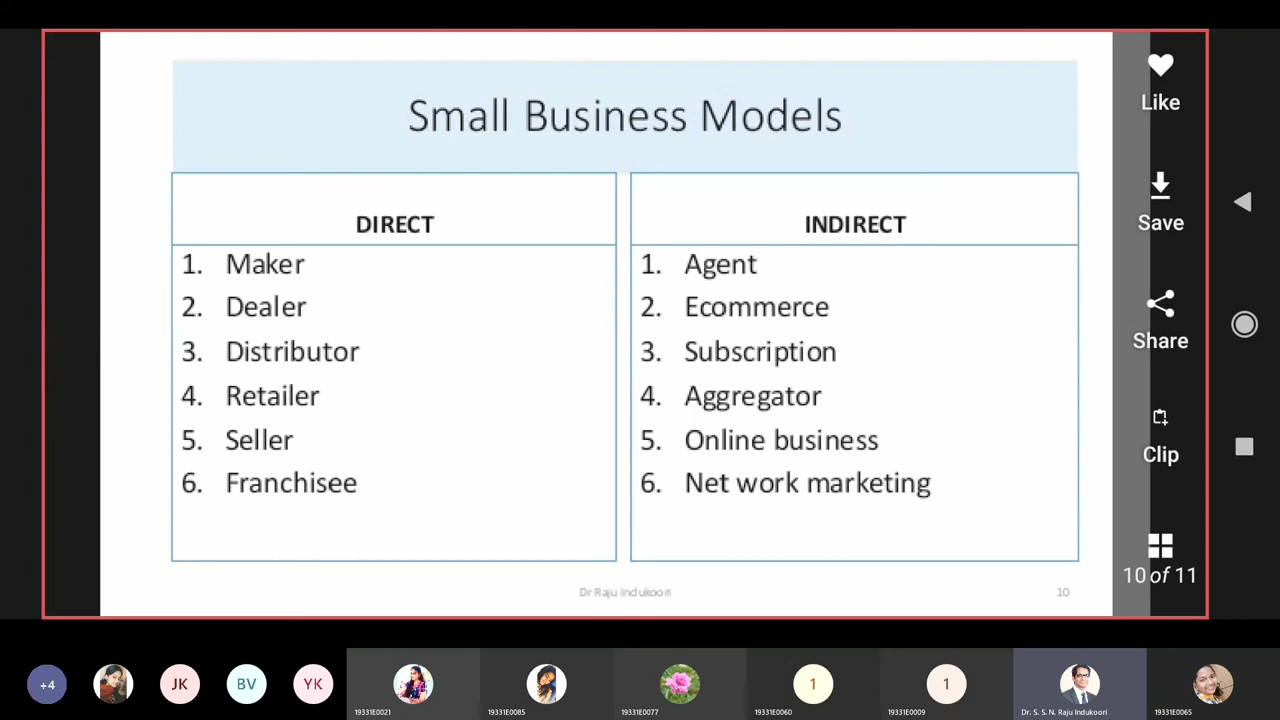 Small Business Models
DIRECT
1. Maker
2. Dealer
3. Distributor
4. Retailer
5. Seller
6. Franchisee
INDIRECT
1. Agent
2. Ecommerce
3. Subscription
4. Aggregator
5. Online business
6. Net work marketing
Dr Raju Indukoori
10
Like
Save
Share
Clip
10 of 11
+4
JK
BV
YK
19331E0021
19331E0085
19331E0077
1
19331E0060
1
19331E0009
Dr. S. S. N. Raju Indukoori
19331E0065